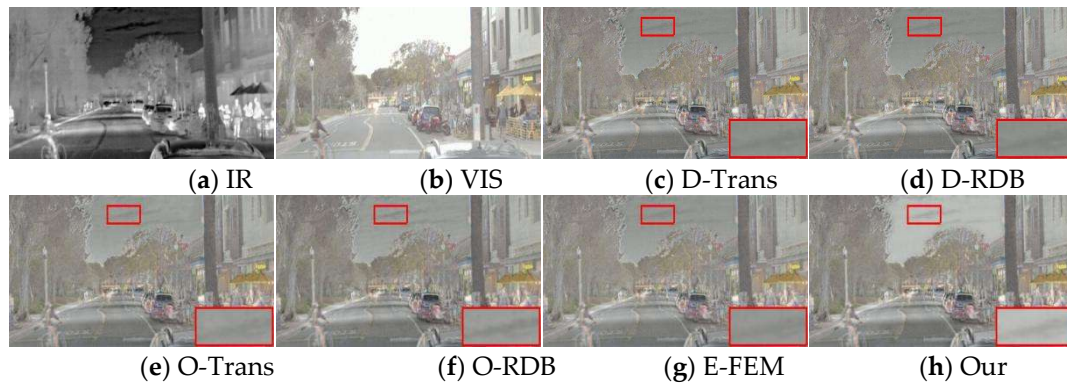 (a) IR
(b) VIS
(c) D-Trans
(d) D-RDB
(e) O-Trans
(f) O-RDB
(g) E-FEM
(h) Our